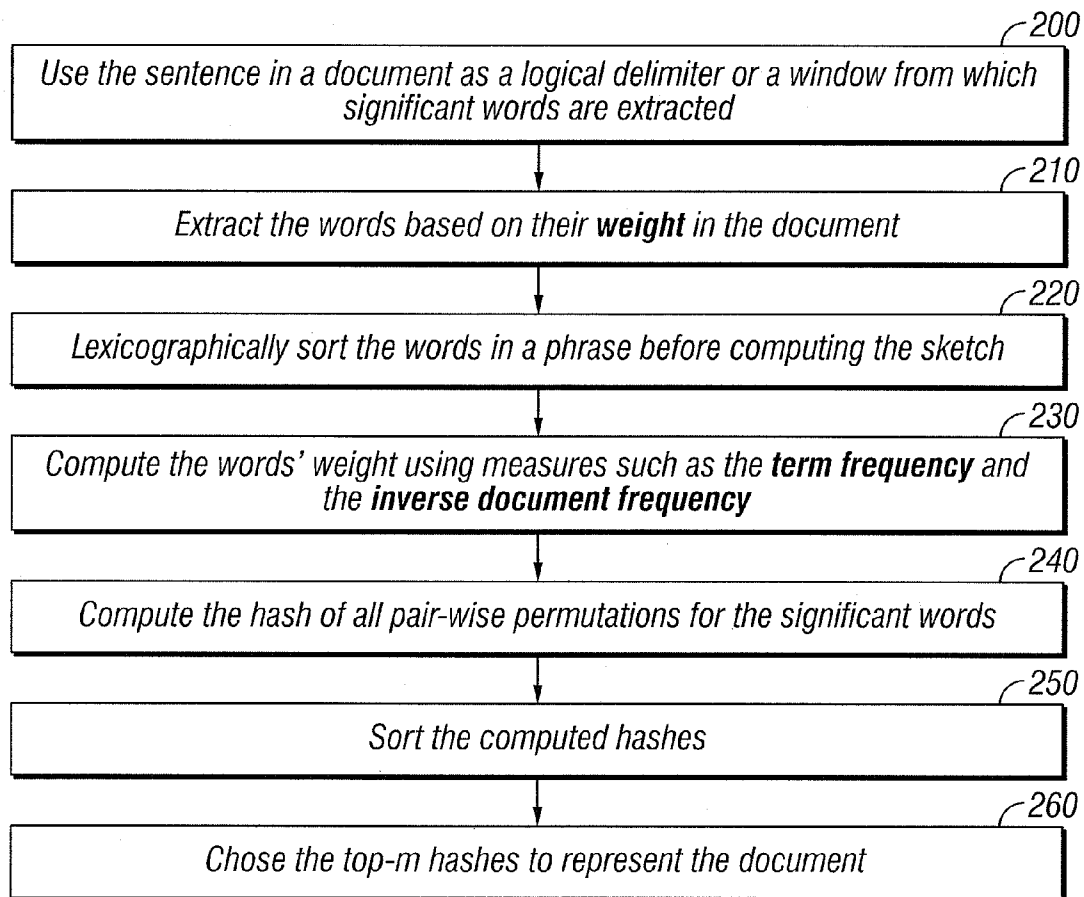 200
Use the sentence in a document as a logical delimiter or a window from which
significant words are extracted
210
Extract the words based on their weight in the document
220
Lexicographically sort the words in a phrase before computing the sketch
230
Compute the words’ weight using measures such as the term frequency and
the inverse document frequency
240
Compute the hash of all pair-wise permutations for the significant words
250
Sort the computed hashes
260
Chose the top-m hashes to represent the document